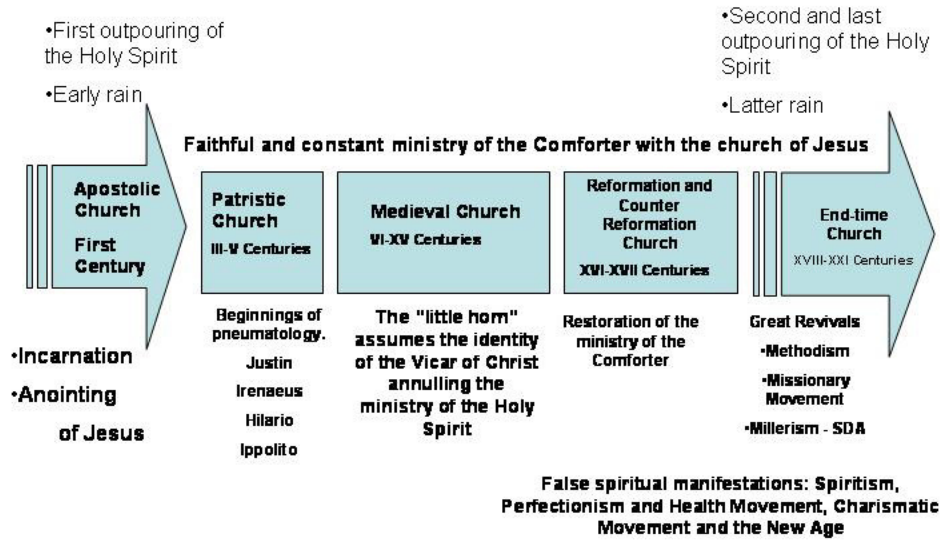 •First outpouring of
the Holy Spirit
•Early rain
•Second and last
outpouring of the Holy
Spirit
•Latter rain
Faithful and constant ministry of the Comforter with the church of Jesus
Apostolic
Church
First
Century
Patristic
Church
III-V Centuries
Medieval Church
VI-XV Centuries
Reformation and
Counter
Reformation
Church
XVI-XVII Centuries
End-time
Church
XVIII-XXI Centuries
•Incarnation
•Anointing
of Jesus
Beginnings of
pneumatology.
Justin
Irenaeus
Hilario
Ippolito
The "little horn"
assumes the identity
of the Vicar of Christ
annulling the
ministry of the Holy
Spirit
Restoration of the
ministry of the
Comforter
Great Revivals
•Methodism
•Missionary
Movement
•Millerism - SDA
False spiritual manifestations: Spiritism,
Perfectionism and Health Movement, Charismatic
Movement and the New Age